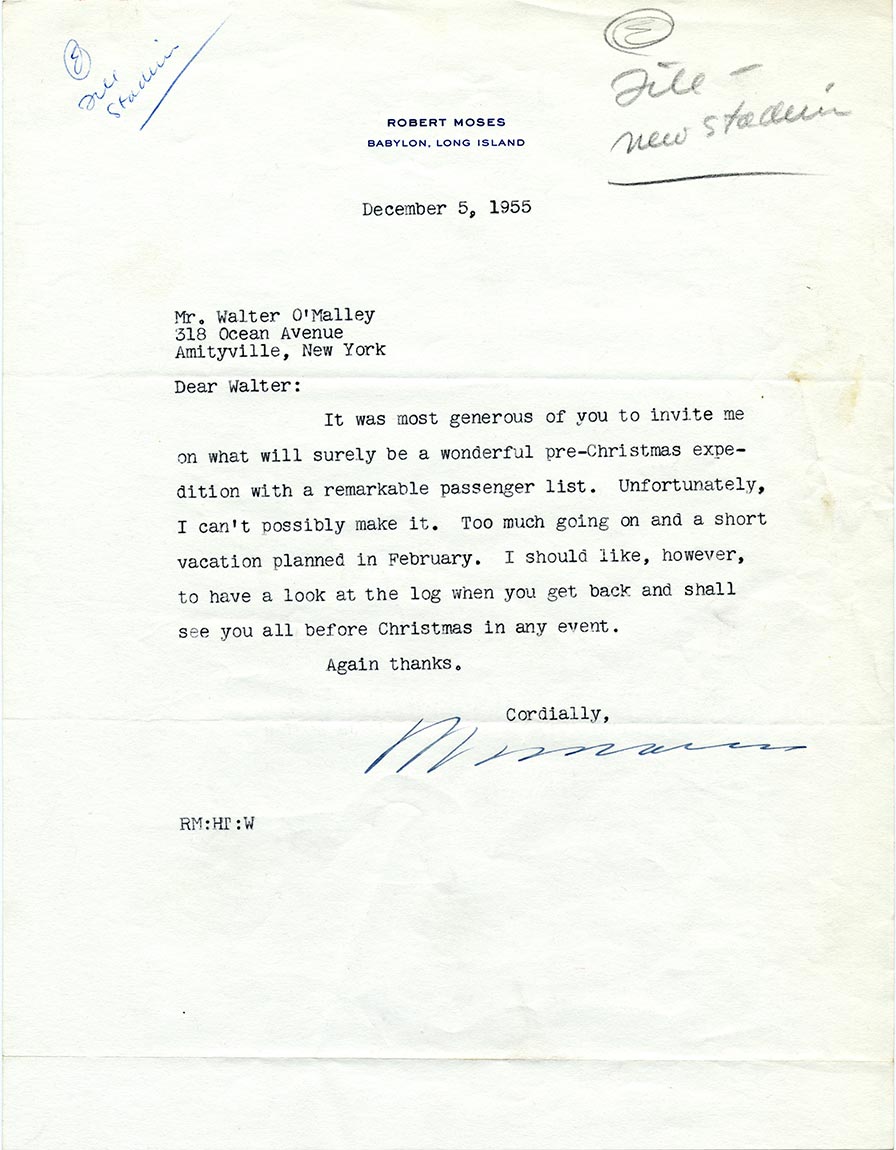 File
Stadium
File -
new stadium
ROBERT MOSES
BABYLON, LONG ISLAND
December 5, 1955
Mr. Walter O'Malley
318 Ocean Avenue
Amityville, New York
Dear Walter:
It was most generous of you to invite me
on what will surely be a wonderful pre-Christmas expe-
dition with a remarkable passenger list. Unfortunately,
I can't possibly make it. Too much going on and a short
vacation planned in February. I should like, however,
to have a look at the log when you get back and shall
see you all before Christmas in any event.
Again thanks.
Cordially,
RM:HT:W